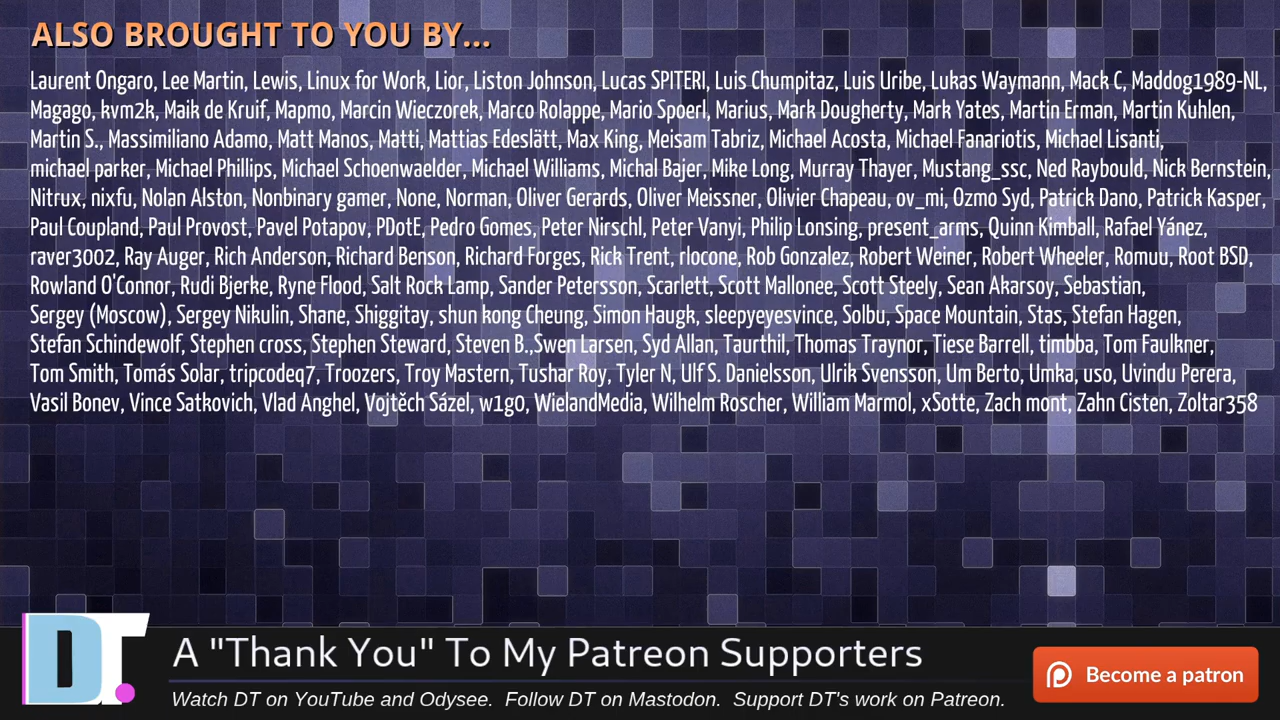 ALSO BROUGHT TO YOU BY...
Laurent Ongaro, Lee Martin, Lewis, Linux for Work, Lior, Liston Johnson, Lucas SPITERI, Luis Chumpitaz, Luis Uribe, Lukas Waymann, Mack C, Maddog1989-NL,
Magago, kvm2k, Maik de Kruif, Mapmo, Marcin Wieczorek, Marco Rolappe, Mario Spoerl, Marius, Mark Dougherty, Mark Yates, Martin Erman, Martin Kuhlen,
Martin S., Massimiliano Adamo, Matt Manos, Matti, Mattias Edeslätt, Max King, Meisam Tabriz, Michael Acosta, Michael Fanariotis, Michael Lisanti,
michael parker, Michael Phillips, Michael Schoenwaelder, Michael Williams, Michal Bajer, Mike Long, Murray Thayer, Mustang_ssc, Ned Raybould, Nick Bernstein,
Nitrux, nixfu, Nolan Alston, Nonbinary gamer, None, Norman, Oliver Gerards, Oliver Meissner, Olivier Chapeau, ov_mi, Ozmo Syd, Patrick Dano, Patrick Kasper,
Paul Coupland, Paul Provost, Pavel Potapov, PDotE, Pedro Gomes, Peter Nirschl, Peter Vanyi, Philip Lonsing, present_arms, Quinn Kimball, Rafael Yánez,
raver3002, Ray Auger, Rich Anderson, Richard Benson, Richard Forges, Rick Trent, rlocone, Rob Gonzalez, Robert Weiner, Robert Wheeler, Romuu, Root BSD,
Rowland O'Connor, Rudi Bjerke, Ryne Flood, Salt Rock Lamp, Sander Petersson, Scarlett, Scott Mallonee, Scott Steely, Sean Akarsoy, Sebastian,
Sergey (Moscow), Sergey Nikulin, Shane, Shiggitay, shun kong Cheung, Simon Haugk, sleepyeyesvince, Solbu, Space Mountain, Stas, Stefan Hagen,
Stefan Schindewolf, Stephen cross, Stephen Steward, Steven B.,Swen Larsen, Syd Allan, Taurthil, Thomas Traynor, Tiese Barrell, timbba, Tom Faulkner,
Tom Smith, Tomás Solar, tripcodeq7, Troozers, Troy Mastern, Tushar Roy, Tyler N, Ulf S. Danielsson, Ulrik Svensson, Um Berto, Umka, uso, Uvindu Perera,
Vasil Bonev, Vince Satkovich, Vlad Anghel, Vojtěch Sázel, w1g0, WielandMedia, Wilhelm Roscher, William Marmol, xSotte, Zach mont, Zahn Cisten, Zoltar358
DT.
A "Thank You" To My Patreon Supporters
Watch DT on YouTube and Odysee. Follow DT on Mastodon. Support DT's work on Patreon.
Become a patron